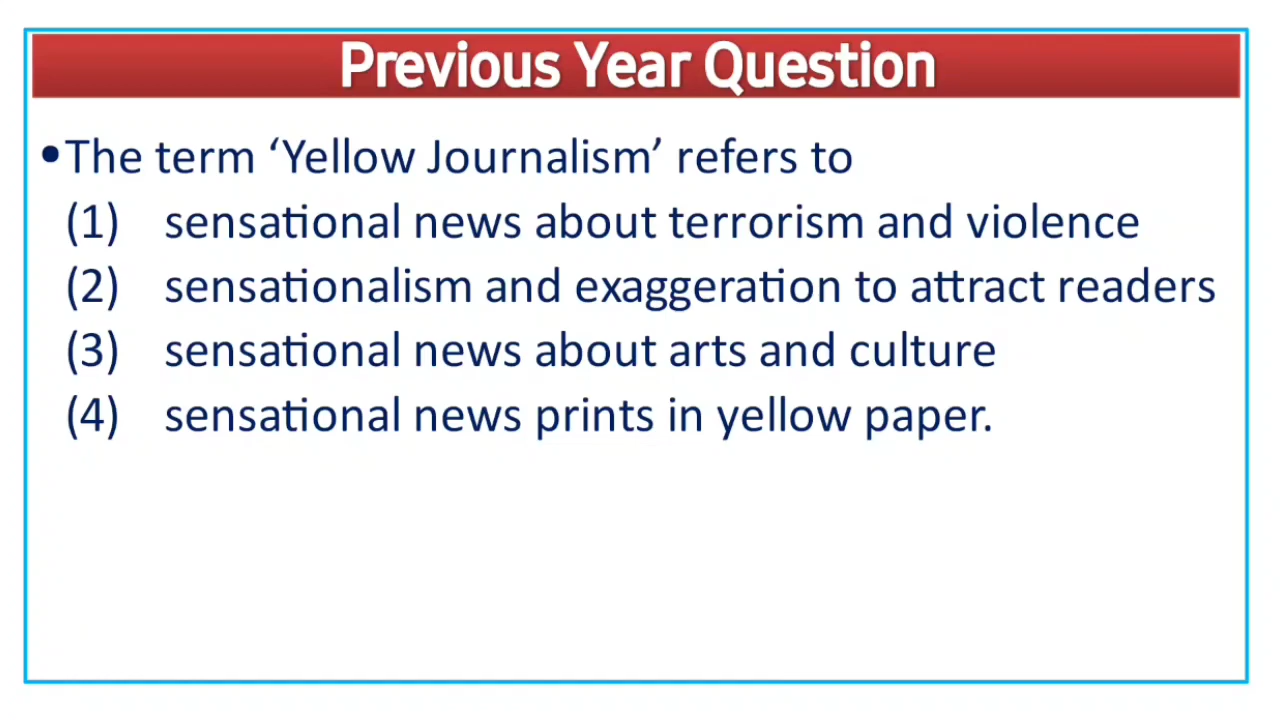 Previous Year Question
•The term ‘Yellow Journalism’ refers to
(1) sensational news about terrorism and violence
(2) sensationalism and exaggeration to attract readers
(3) sensational news about arts and culture
(4) sensational news prints in yellow paper.